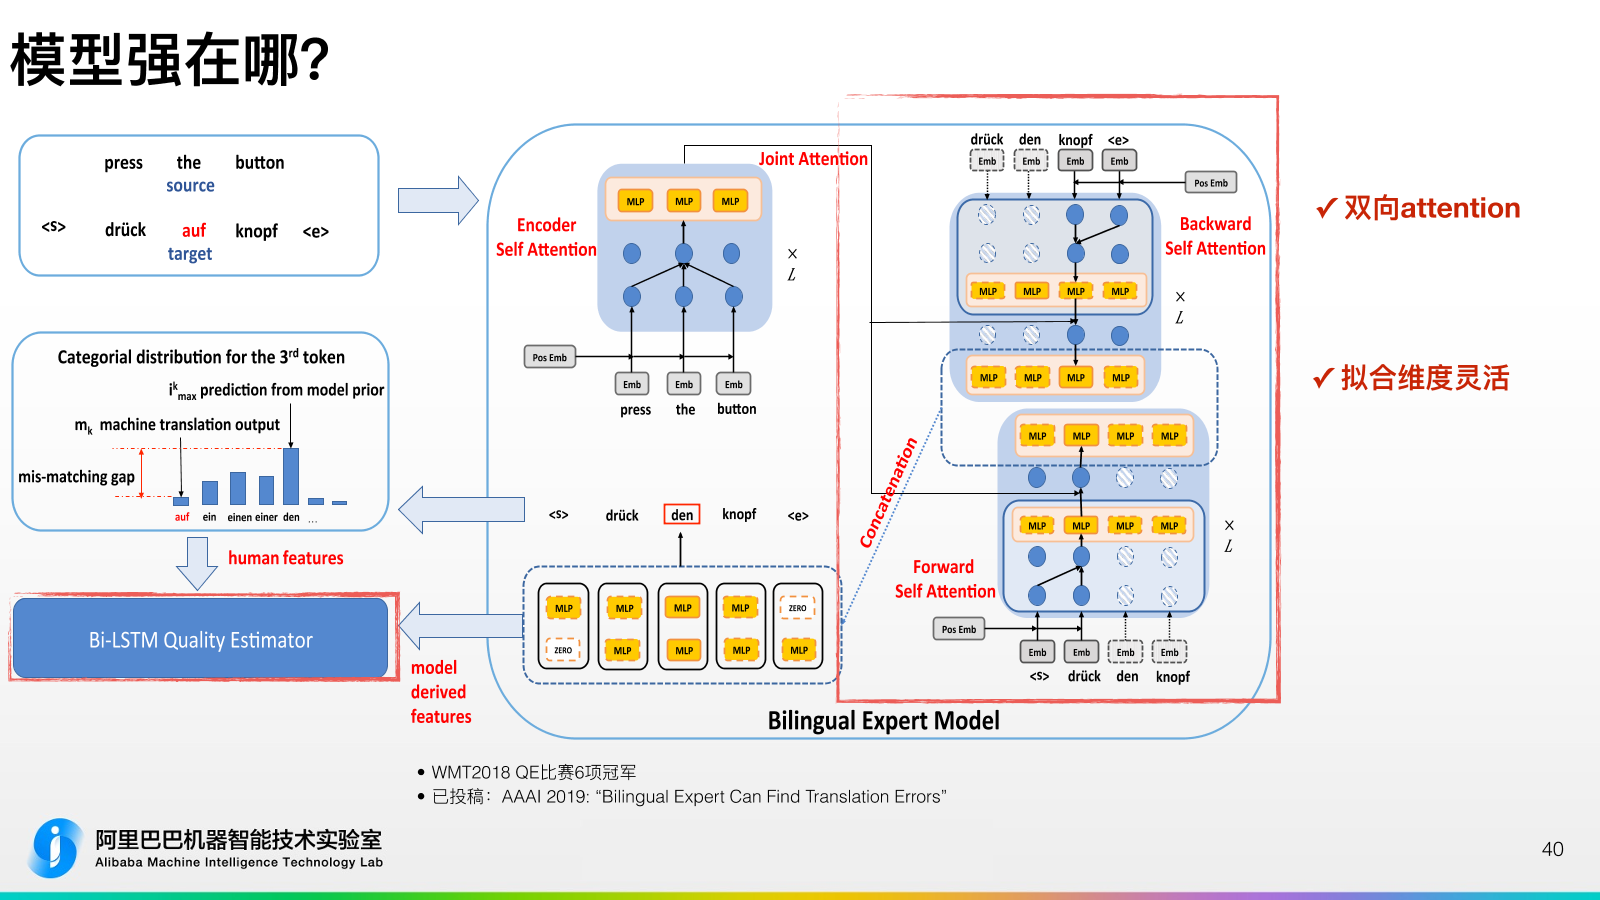 模型强在哪?
press the button
source
<s> drück auf knopf <e>
target
Categorial distribution for the 3rd token
ikmax prediction from model prior
mk machine translation output
mis-matching gap
auf ein einen einer den ...
human features
Bi-LSTM Quality Estimator
model
derived
features
Joint Attention
MLP MLP MLP
Encoder
Self Attention
×
L
Pos Emb
Emb Emb Emb
press the button
<s> drück den knopf <e>
MLP MLP MLP MLP ZERO
ZERO MLP MLP MLP MLP
Concatenation
drück den knopf <e>
Emb Emb Emb Emb
Pos Emb
Backward
Self Attention
MLP MLP MLP MLP
×
L
MLP MLP MLP MLP
MLP MLP MLP MLP
MLP MLP MLP MLP
×
L
Forward
Self Attention
Pos Emb
Emb Emb Emb Emb
<s> drück den knopf
Bilingual Expert Model
✓ 双向attention
✓ 拟合维度灵活
• WMT2018 QE比赛6项冠军
• 已投稿：AAAI 2019: “Bilingual Expert Can Find Translation Errors”
阿里巴巴机器智能技术实验室
Alibaba Machine Intelligence Technology Lab
40